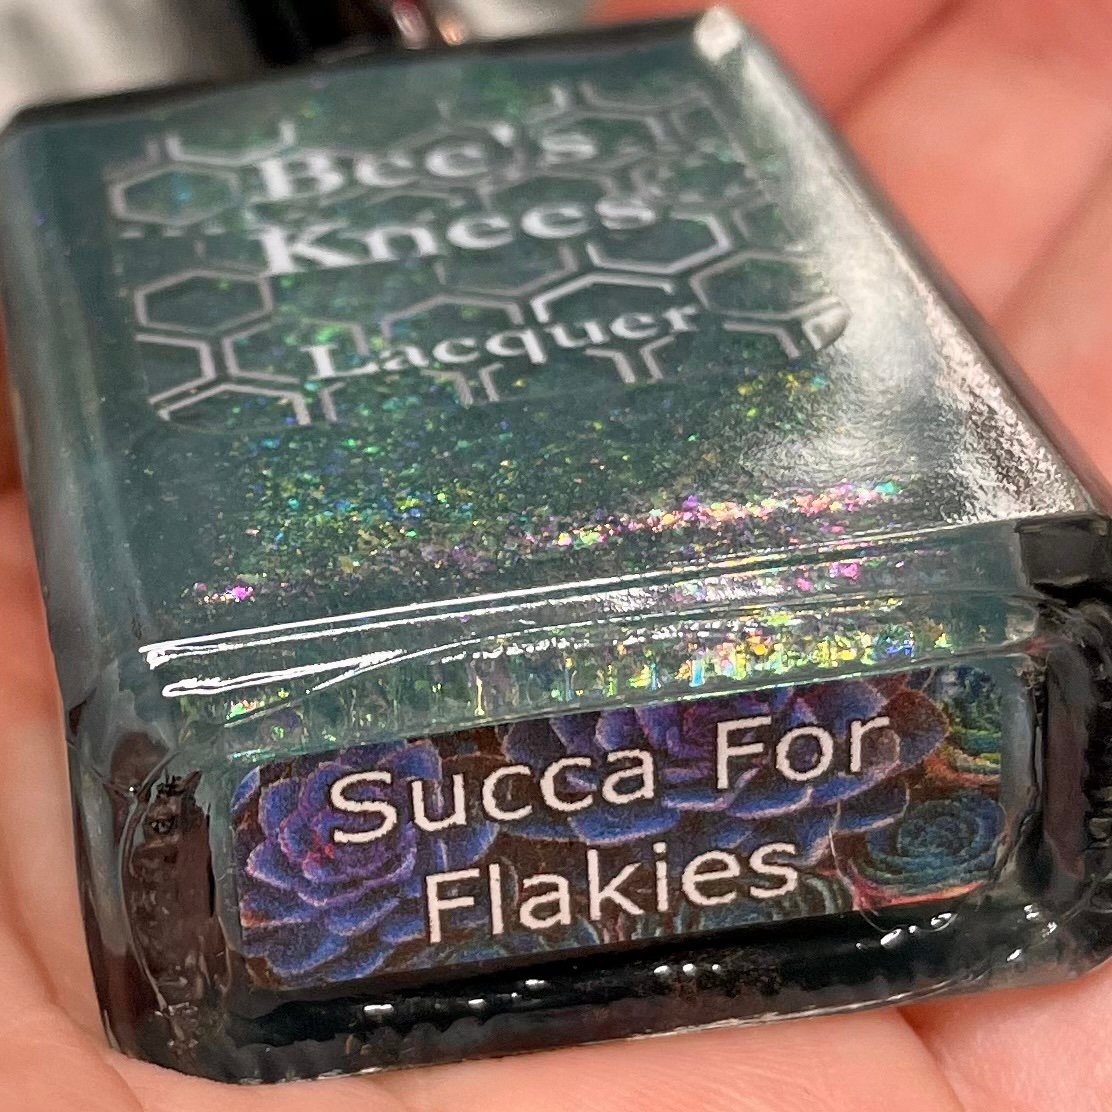 Bee's
Knees
Lacquer
Succa For
Flakies